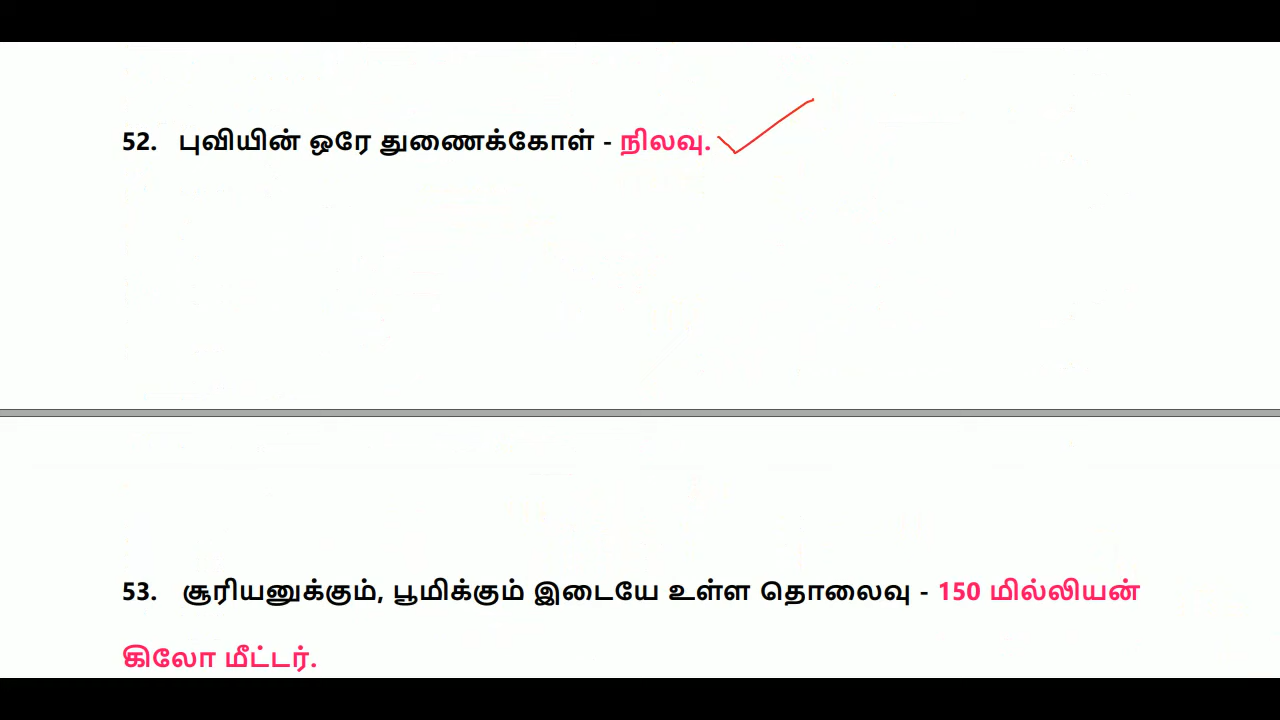 52. புவியின் ஒரே துணைக்கோள் - நிலவு.
53. சூரியனுக்கும், பூமிக்கும் இடையே உள்ள தொலைவு - 150 மில்லியன்
கிலோ மீட்டர்.